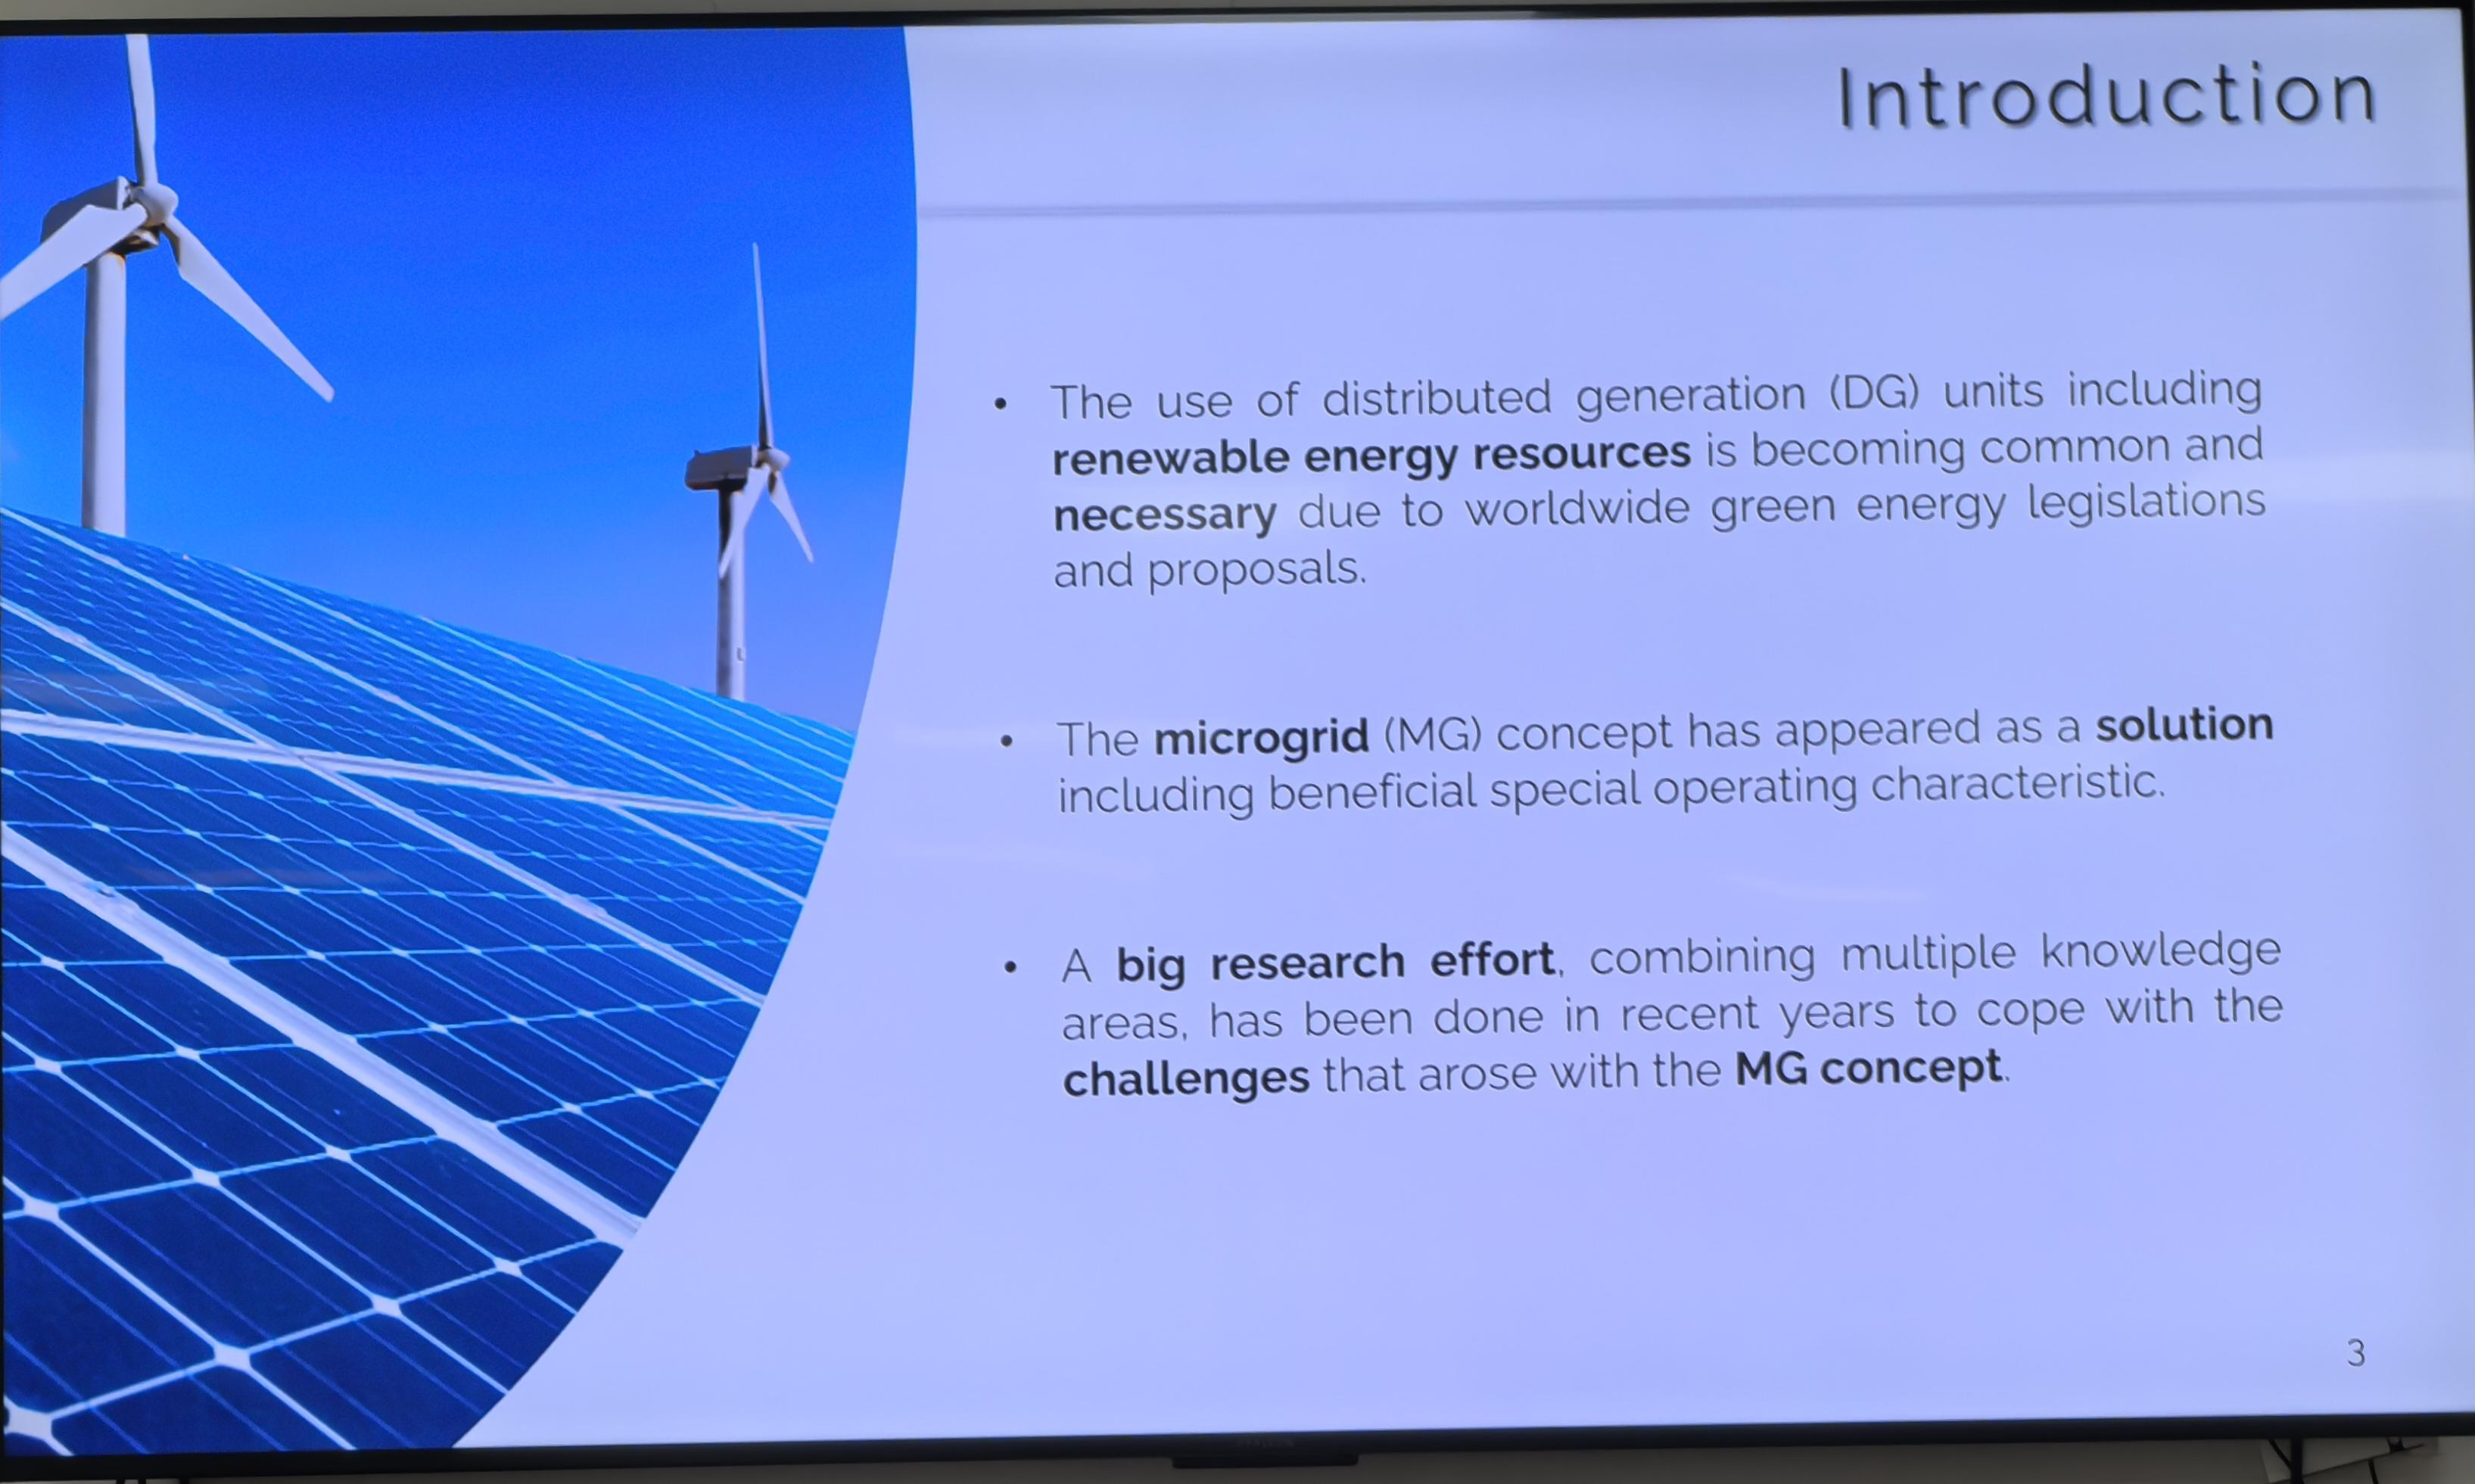 Introduction
• The use of distributed generation (DG) units including
renewable energy resources is becoming common and
necessary due to worldwide green energy legislations
and proposals.
• The microgrid (MG) concept has appeared as a solution
including beneficial special operating characteristic.
• A big research effort, combining multiple knowledge
areas, has been done in recent years to cope with the
challenges that arose with the MG concept.
3